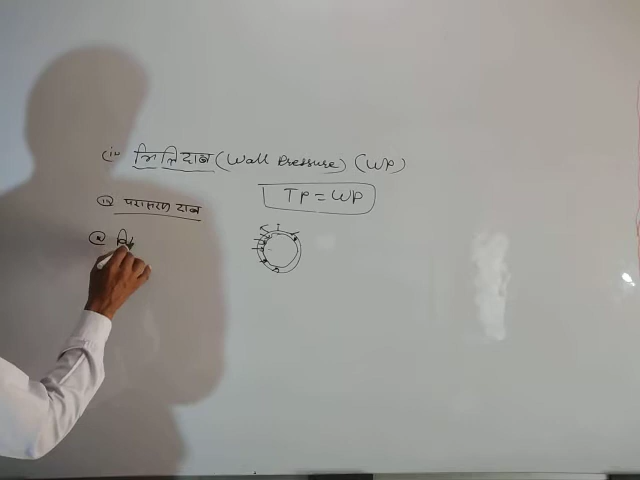 (iii) भित्ति दाब (Wall Pressure) (WP)
TP = WP
(iv) परासरण दाब